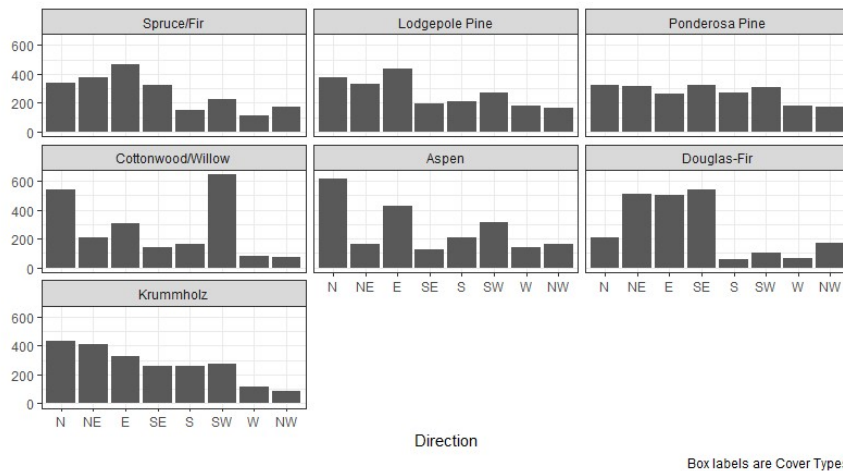 Spruce/Fir Lodgepole Pine Ponderosa Pine
600
400
200
0
Cottonwood/Willow Aspen Douglas-Fir
600
400
200
0
N NE E SE S SW W NW N NE E SE S SW W NW
Krummholz
600
400
200
0
N NE E SE S SW W NW
Direction
Box labels are Cover Types